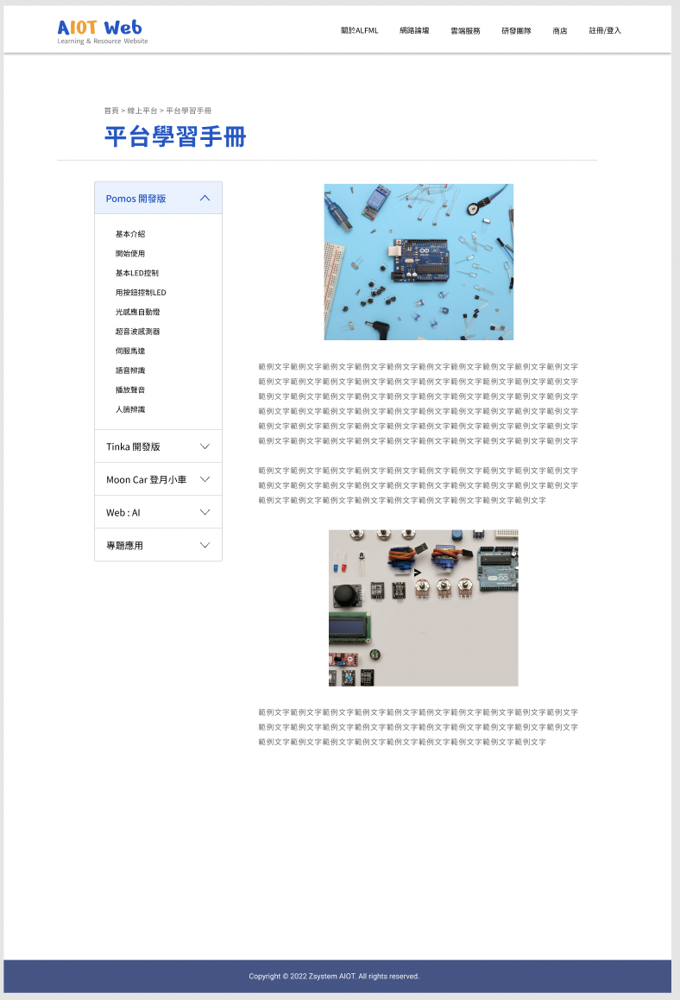 AIOT Web
Learning & Resource Website
關於ALFML
網路論壇
雲端服務
研發團隊
商店
註冊/登入
首頁 > 線上平台 > 平台學習手冊
平台學習手冊
Pomos 開發版
基本介紹
開始使用
基本LED控制
用按鈕控制LED
光感應自動燈
超音波感測器
伺服馬達
語音辨識
播放聲音
人臉辨識
Tinka 開發版
Moon Car 登月小車
Web : AI
專題應用
範例文字範例文字範例文字範例文字範例文字範例文字範例文字範例文字範例文字範例文字
範例文字範例文字範例文字範例文字範例文字範例文字範例文字範例文字範例文字範例文字
範例文字範例文字範例文字範例文字範例文字範例文字範例文字範例文字範例文字範例文字
範例文字範例文字範例文字範例文字範例文字範例文字範例文字範例文字範例文字範例文字
範例文字範例文字範例文字範例文字範例文字範例文字範例文字範例文字範例文字範例文字
範例文字範例文字範例文字範例文字範例文字範例文字範例文字範例文字範例文字範例文字
範例文字範例文字範例文字範例文字範例文字範例文字範例文字範例文字範例文字範例文字
範例文字範例文字範例文字範例文字範例文字範例文字範例文字範例文字範例文字範例文字
範例文字範例文字範例文字範例文字範例文字範例文字範例文字範例文字範例文字
>
範例文字範例文字範例文字範例文字範例文字範例文字範例文字範例文字範例文字範例文字
範例文字範例文字範例文字範例文字範例文字範例文字範例文字範例文字範例文字範例文字
範例文字範例文字範例文字範例文字範例文字範例文字範例文字範例文字範例文字
Copyright © 2022 Zsystem AIOT. All rights reserved.